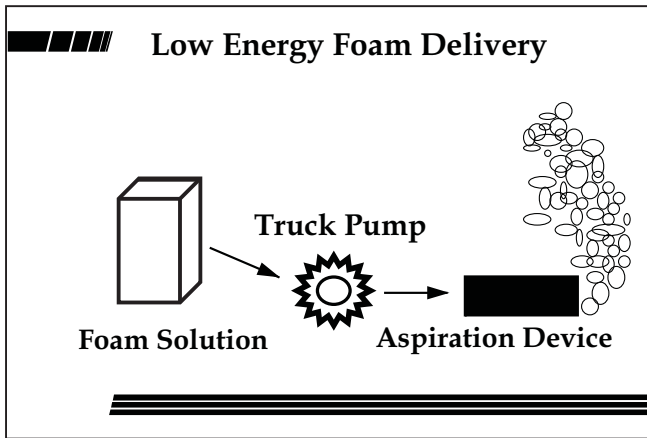 Low Energy Foam Delivery
Truck Pump
Foam Solution
Aspiration Device